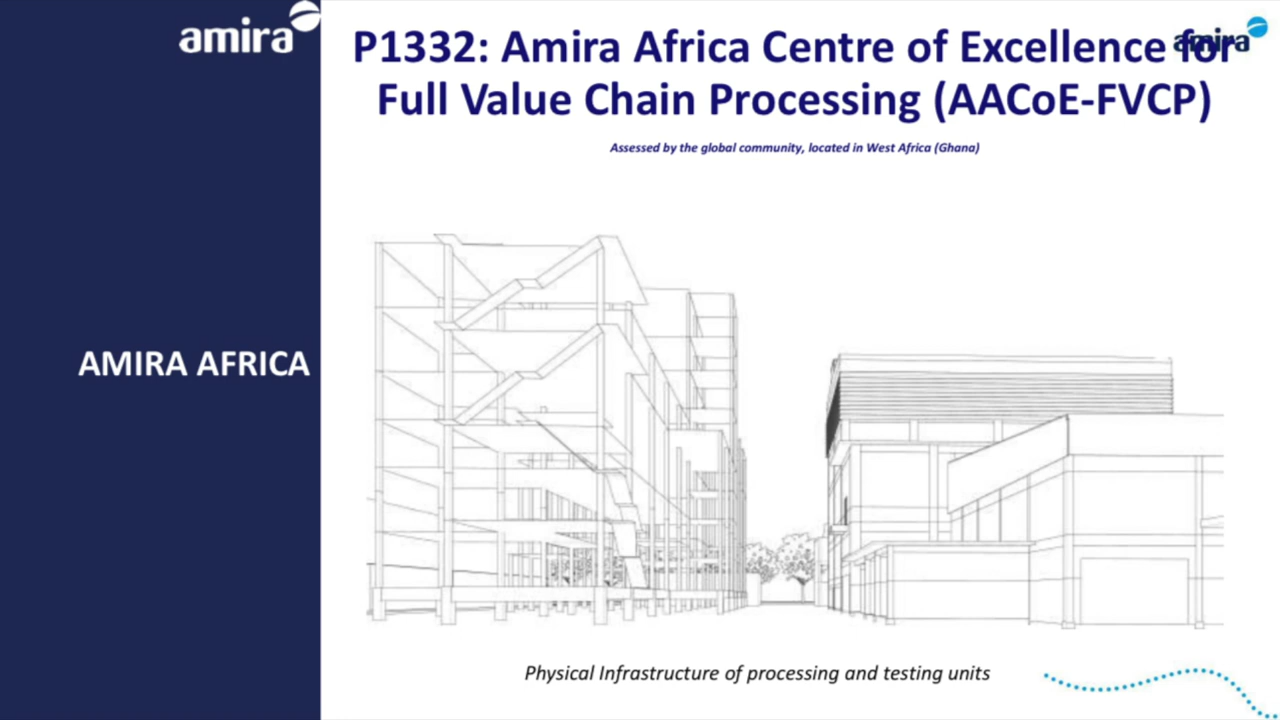 amira
P1332: Amira Africa Centre of Excellence for
amira
Full Value Chain Processing (AACoE-FVCP)
Assessed by the global community, located in West Africa (Ghana)
AMIRA AFRICA
Physical Infrastructure of processing and testing units